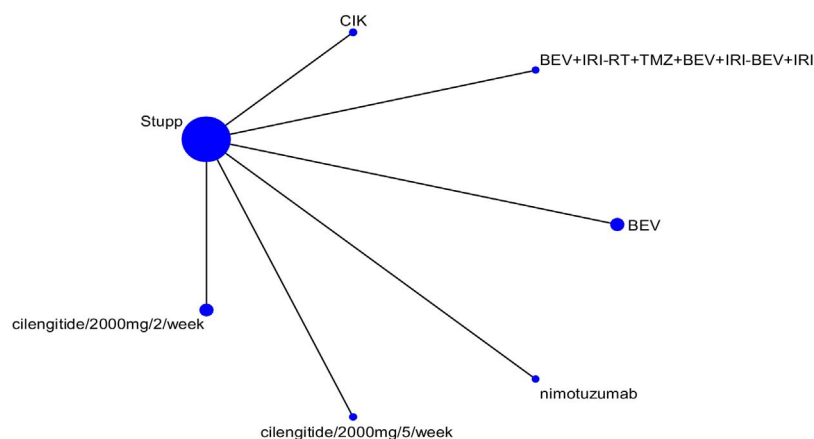 CIK
BEV+IRI-RT+TMZ+BEV+IRI-BEV+IRI
Stupp
BEV
cilengitide/2000mg/2/week
nimotuzumab
cilengitide/2000mg/5/week